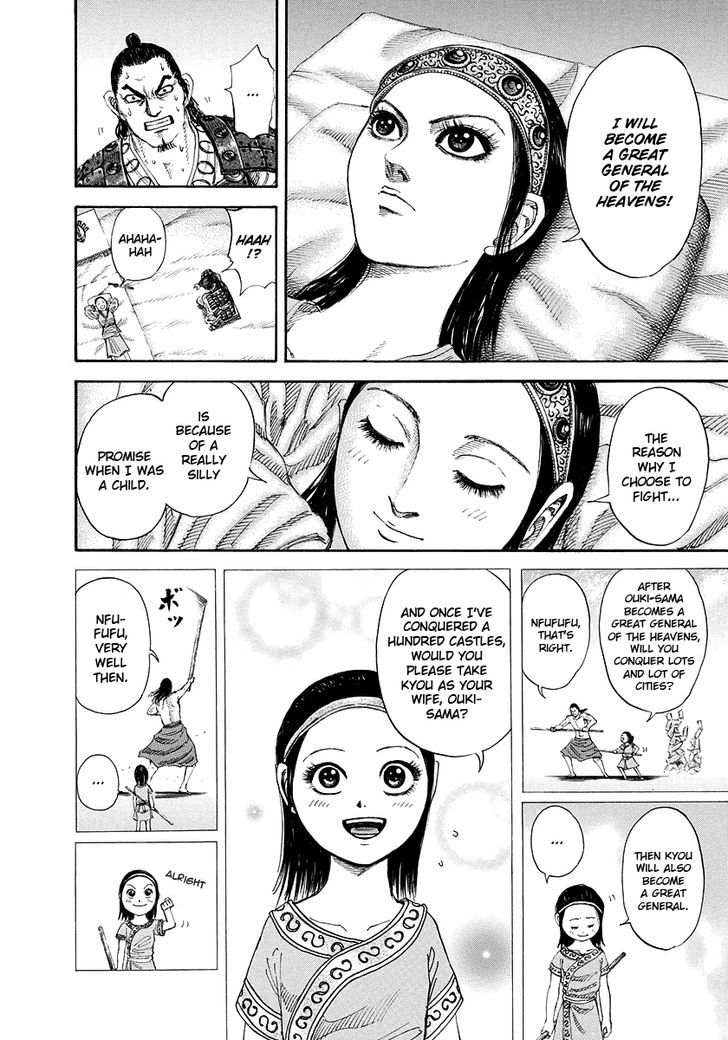 I WILL
BECOME
A GREAT
GENERAL
OF THE
HEAVENS!
...
HAAH
!?
AHAHA-
HAH
THE
REASON
WHY I
CHOOSE
TO
FIGHT...
IS
BECAUSE
OF A
REALLY
SILLY
PROMISE
WHEN I WAS
A CHILD.
AFTER
OUKI-SAMA
BECOMES A
GREAT GENERAL
OF THE HEAVENS,
WILL YOU
CONQUER LOTS
AND LOT OF
CITIES?
NFUFUFU,
THAT'S
RIGHT.
THEN KYOU
WILL ALSO
BECOME
A GREAT
GENERAL.
...
AND ONCE I'VE
CONQUERED A
HUNDRED CASTLES,
WOULD YOU
PLEASE TAKE
KYOU AS YOUR
WIFE, OUKI-
SAMA?
ボッ
NFU-
FUFU,
VERY
WELL
THEN.
...
ALRIGHT